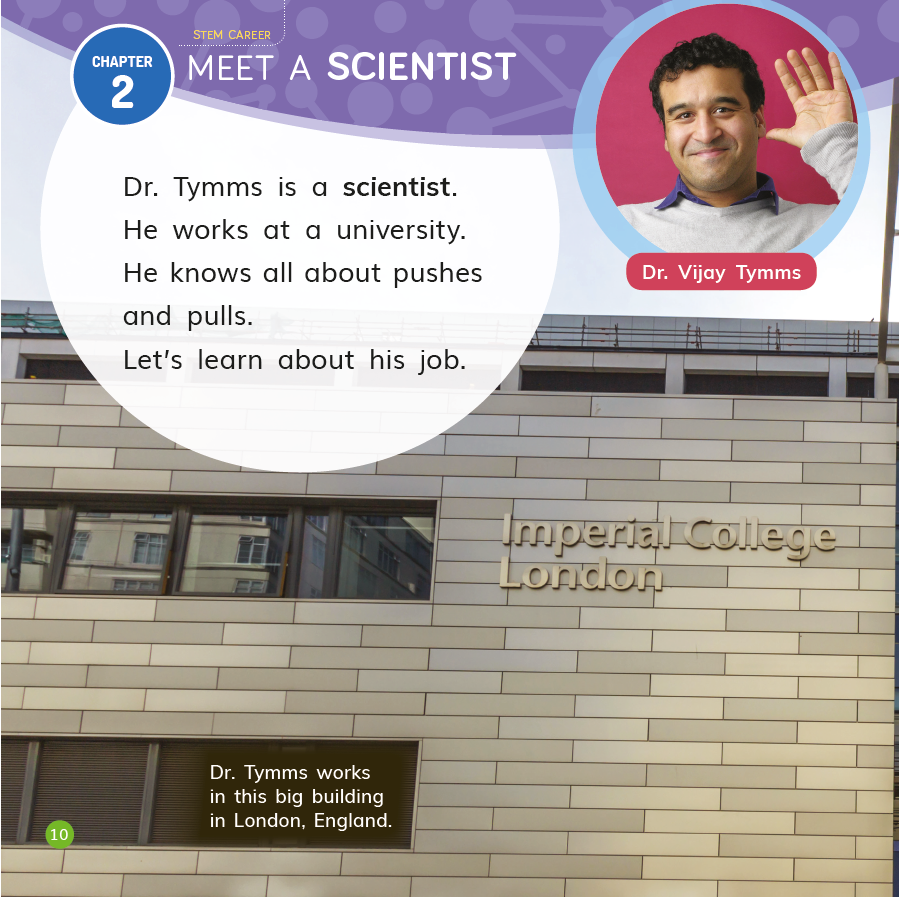 STEM CAREER
CHAPTER
2
MEET A SCIENTIST
Dr. Tymms is a scientist.
He works at a university.
He knows all about pushes
and pulls.
Let's learn about his job.
Dr. Vijay Tymms
Imperial College
London
Dr. Tymms works
in this big building
in London, England.
10